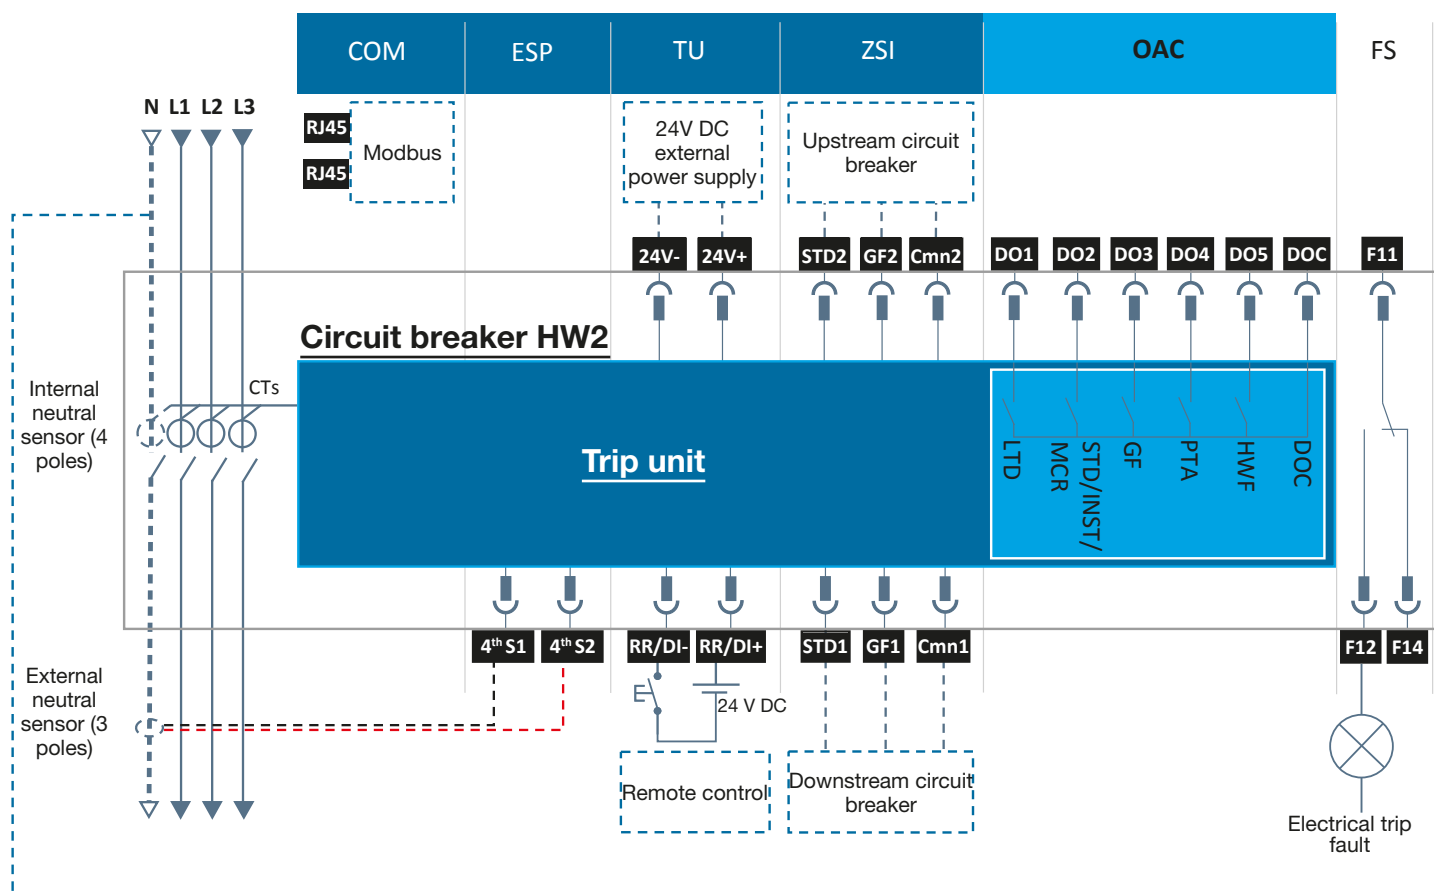 COM ESP TU ZSI OAC FS
N L1 L2 L3
RJ45
RJ45
Modbus
24V DC
external
power supply
Upstream circuit
breaker
24V- 24V+ STD2 GF2 Cmn2 DO1 DO2 DO3 DO4 DO5 DOC F11
Circuit breaker HW2
CTs
Internal
neutral
sensor (4
poles)
Trip unit
LTD
STD/INST/
MCR
GF
PTA
HWF
DOC
4th S1 4th S2 RR/DI- RR/DI+ STD1 GF1 Cmn1 F12 F14
External
neutral
sensor (3
poles)
24 V DC
Remote control
Downstream circuit
breaker
Electrical trip
fault